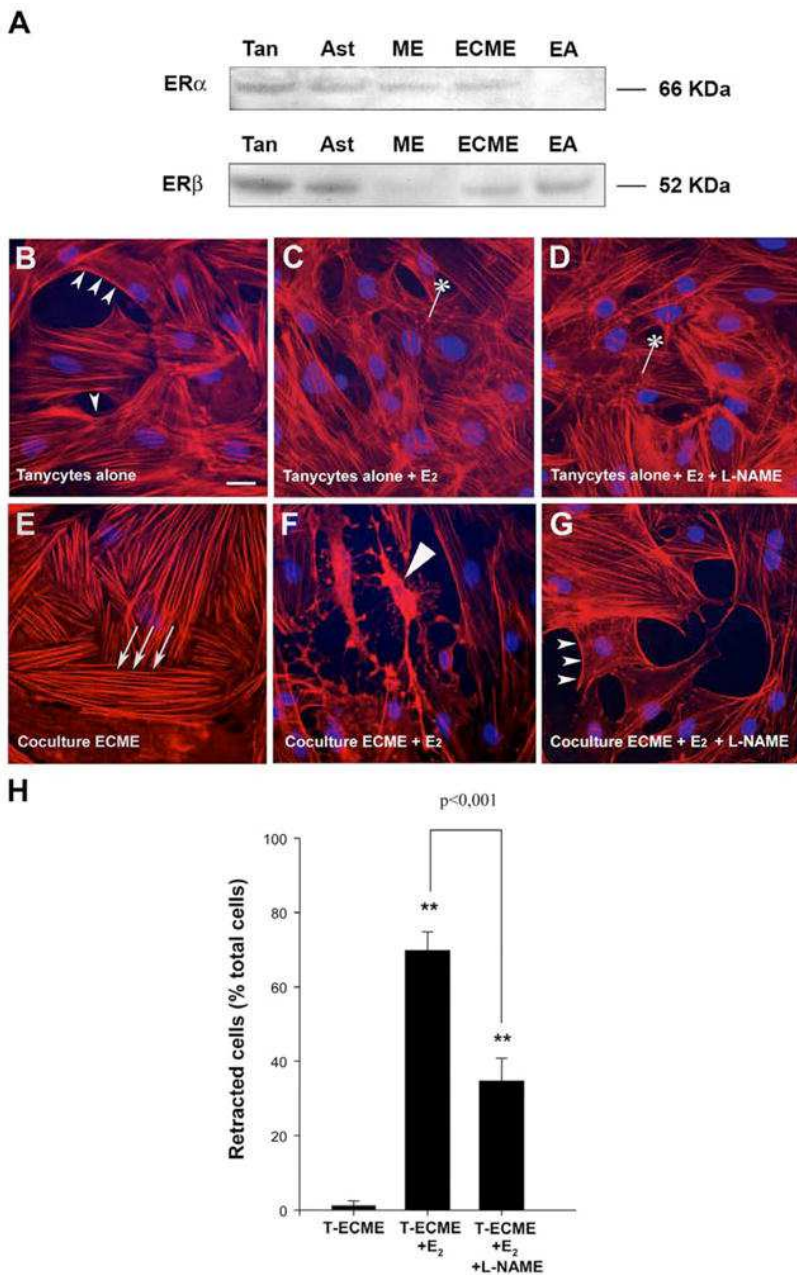 A
Tan Ast ME ECME EA
ERα 66 KDa
Tan Ast ME ECME EA
ERβ 52 KDa
B
C
*
D
*
Tanycytes alone
Tanycytes alone + E₂
Tanycytes alone + E₂ + L-NAME
E
F
G
Coculture ECME
Coculture ECME + E₂
Coculture ECME + E₂ + L-NAME
H
p<0,001
Retracted cells (% total cells)
100
80
60
40
20
0
**
**
T-ECME
T-ECME
+E₂
T-ECME
+E₂
+L-NAME